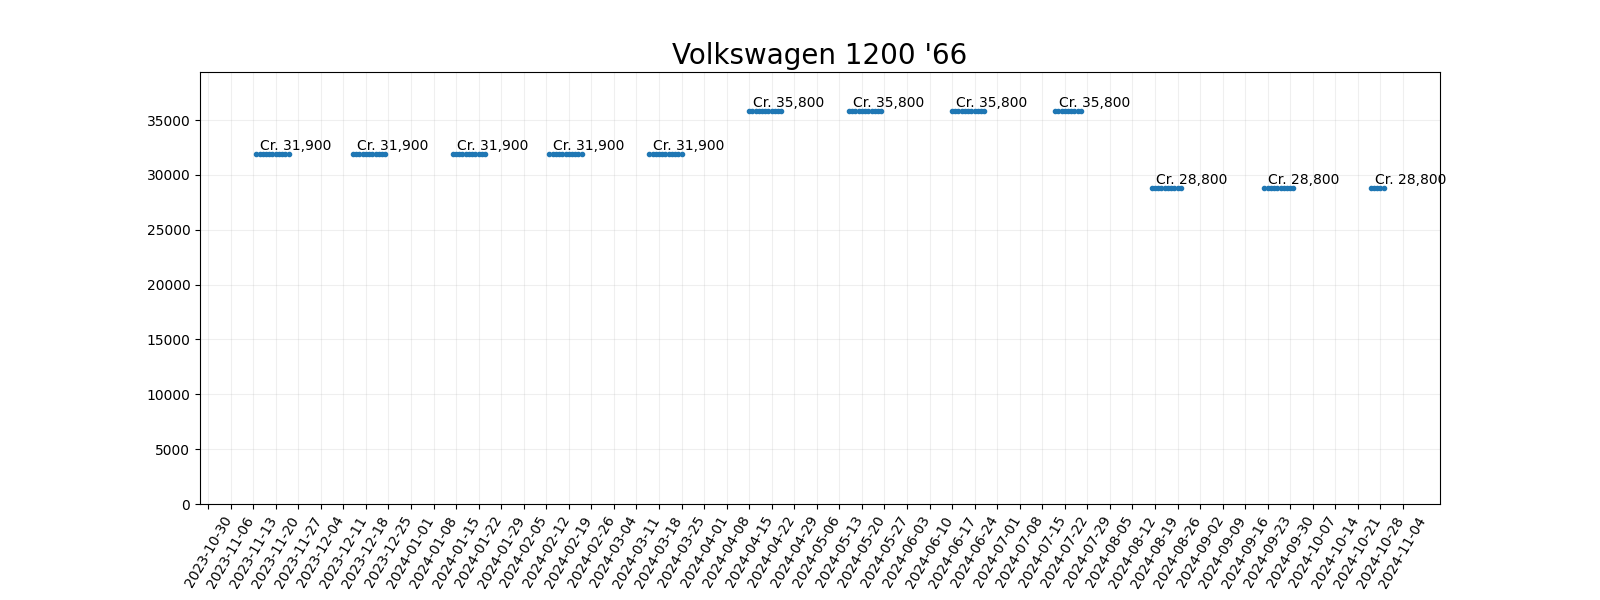 Volkswagen 1200 '66
Cr. 35,800 Cr. 35,800 Cr. 35,800 Cr. 35,800
35000
Cr. 31,900 Cr. 31,900 Cr. 31,900 Cr. 31,900 Cr. 31,900
30000
Cr. 28,800 Cr. 28,800 Cr. 28,800
25000
20000
15000
10000
5000
0
2023-10-30 2023-11-06 2023-11-13 2023-11-20 2023-11-27 2023-12-04 2023-12-11 2023-12-18 2023-12-25 2024-01-01 2024-01-08 2024-01-15 2024-01-22 2024-01-29 2024-02-05 2024-02-12 2024-02-19 2024-02-26 2024-03-04 2024-03-11 2024-03-18 2024-03-25 2024-04-01 2024-04-08 2024-04-15 2024-04-22 2024-04-29 2024-05-06 2024-05-13 2024-05-20 2024-05-27 2024-06-03 2024-06-10 2024-06-17 2024-06-24 2024-07-01 2024-07-08 2024-07-15 2024-07-22 2024-07-29 2024-08-05 2024-08-12 2024-08-19 2024-08-26 2024-09-02 2024-09-09 2024-09-16 2024-09-23 2024-09-30 2024-10-07 2024-10-14 2024-10-21 2024-10-28 2024-11-04